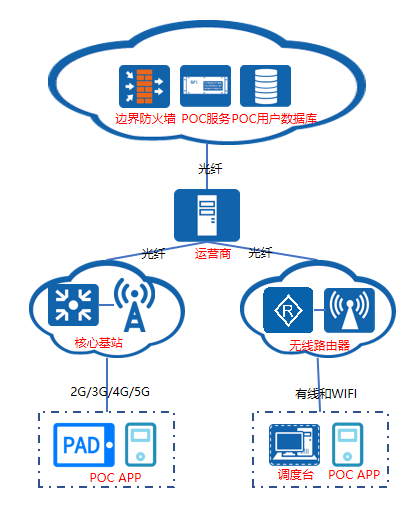 边界防火墙 POC服务 POC用户数据库
光纤
运营商
光纤 光纤
核心基站 R 无线路由器
2G/3G/4G/5G 有线和WIFI
PAD
POC APP 调度台 POC APP